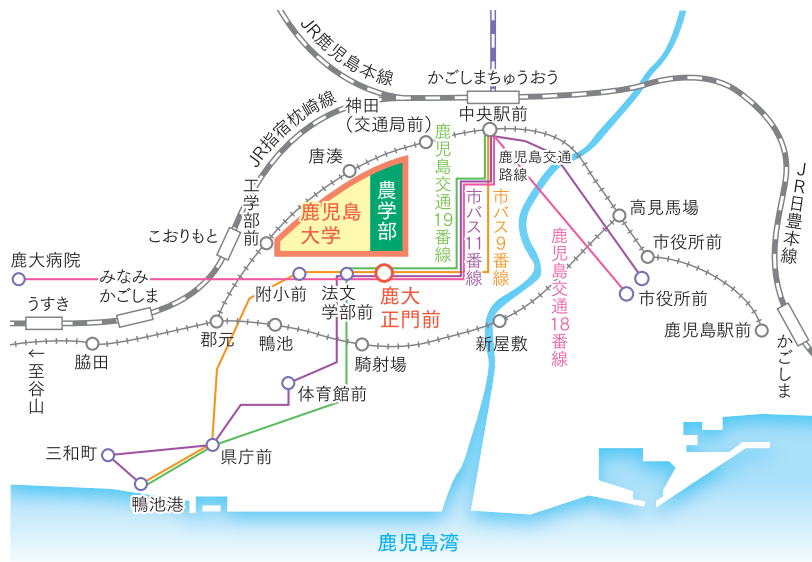 JR鹿児島本線
かごしまちゅうおう
JR指宿枕崎線
神田
(交通局前)
中央駅前
鹿児島交通19番線
鹿児島交通
路線
唐湊
JR日豊本線
工学部前
農学部
鹿児島
大学
市バス11番線
市バス9番線
高見馬場
こおりもと
鹿児島交通18番線
市役所前
鹿大病院
みなみ
かごしま
附小前
法文
学部前
鹿大
正門前
市役所前
うすき
郡元
鴨池
新屋敷
鹿児島駅前
かごしま
←至谷山
脇田
騎射場
体育館前
三和町
県庁前
鴨池港
鹿児島湾